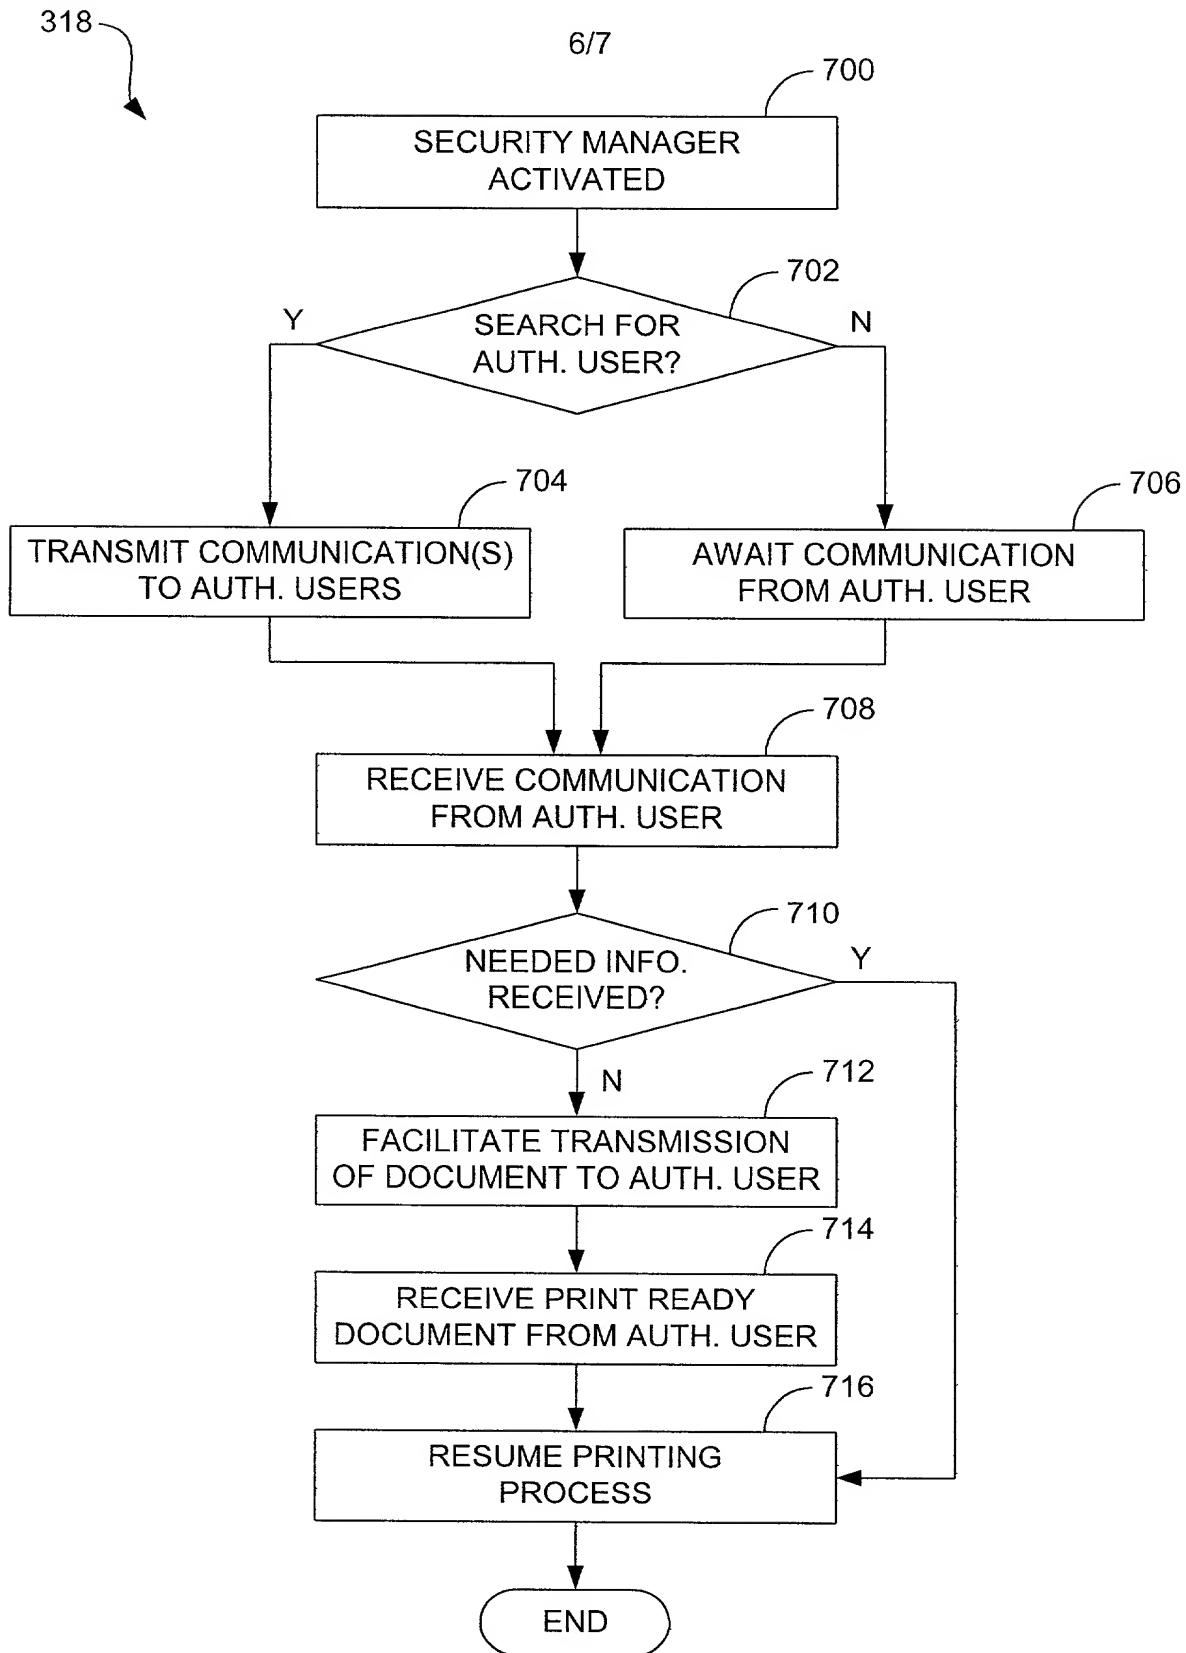 318
6/7
700
SECURITY MANAGER
ACTIVATED
702
Y
SEARCH FOR
AUTH. USER?
N
704
706
TRANSMIT COMMUNICATION(S)
TO AUTH. USERS
AWAIT COMMUNICATION
FROM AUTH. USER
708
RECEIVE COMMUNICATION
FROM AUTH. USER
710
NEEDED INFO.
RECEIVED?
Y
N
712
FACILITATE TRANSMISSION
OF DOCUMENT TO AUTH. USER
714
RECEIVE PRINT READY
DOCUMENT FROM AUTH. USER
716
RESUME PRINTING
PROCESS
END